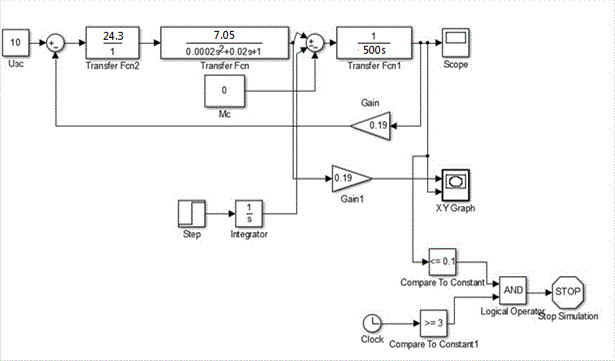 10
Uзс
24.3
1
Transfer Fcn2
7.05
0.0002s²+0.02s+1
Transfer Fcn
0
Mc
1
500s
Transfer Fcn1
Scope
Gain
0.19
0.19
Gain1
XY Graph
Step
1
s
Integrator
<= 0.1
Compare To Constant
AND
Logical Operator
STOP
Stop Simulation
Clock
>= 3
Compare To Constant1